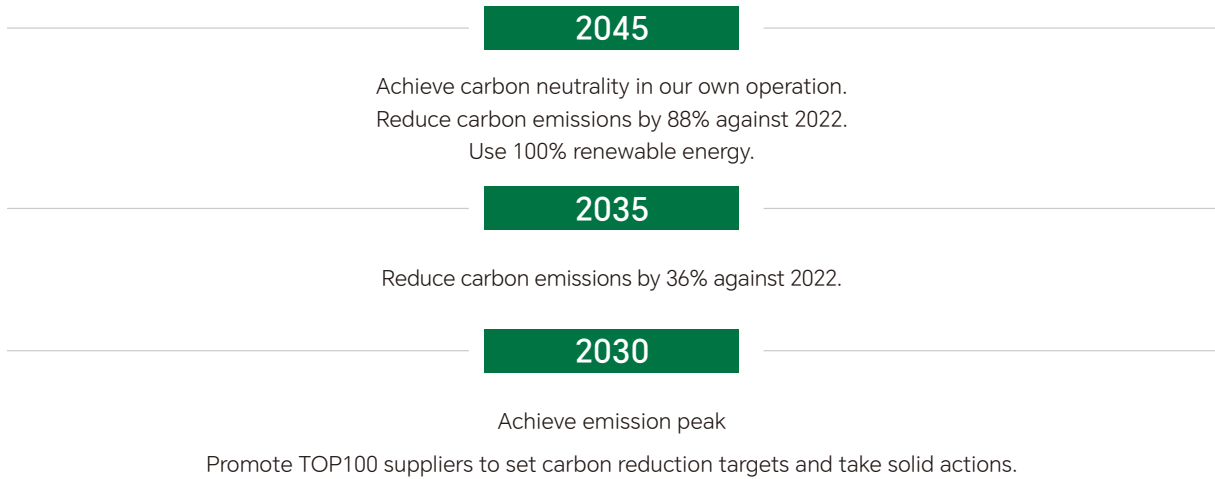 2045
Achieve carbon neutrality in our own operation.
Reduce carbon emissions by 88% against 2022.
Use 100% renewable energy.
2035
Reduce carbon emissions by 36% against 2022.
2030
Achieve emission peak
Promote TOP100 suppliers to set carbon reduction targets and take solid actions.